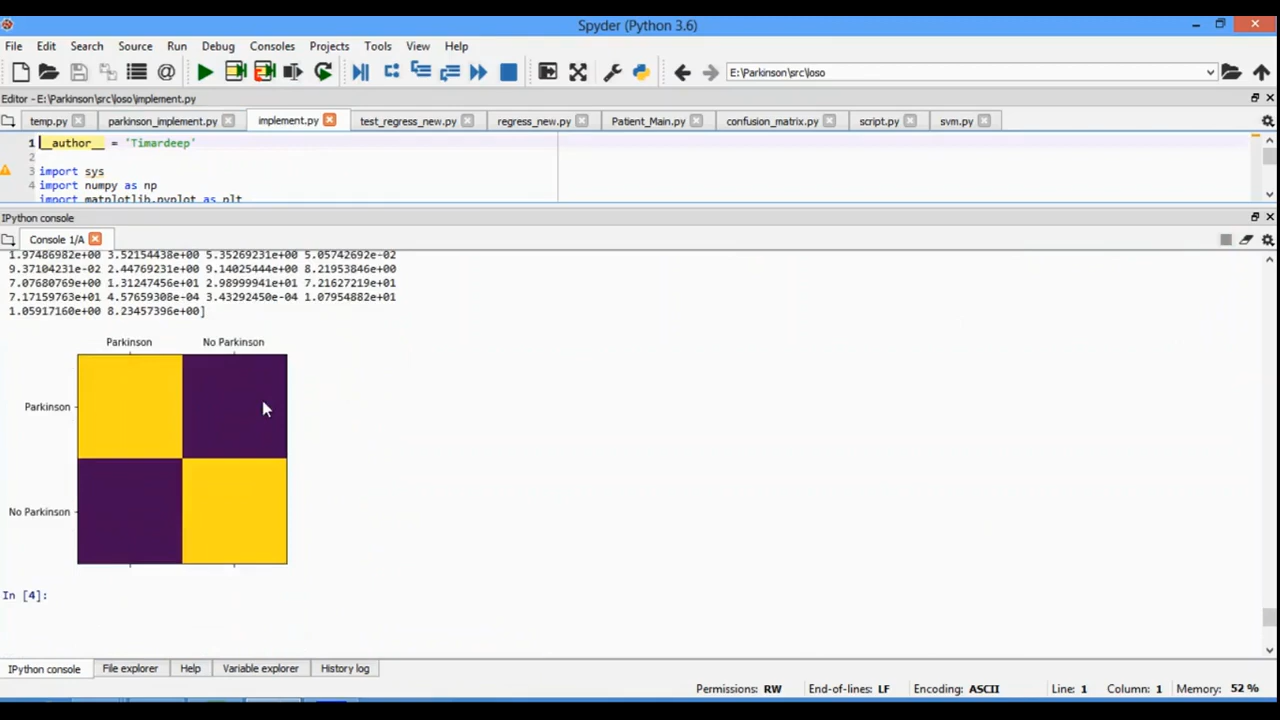 Spyder (Python 3.6)
File Edit Search Source Run Debug Consoles Projects Tools View Help
E:\Parkinson\src\loso
Editor - E:\Parkinson\src\loso\implement.py
temp.py parkinson_implement.py implement.py test_regress_new.py regress_new.py Patient_Main.py confusion_matrix.py script.py svm.py
1 __author__ = 'Timardeep'
2
3 import sys
4 import numpy as np
import matplotlib.pyplot as plt
IPython console
Console 1/A
1.97486982e+00 3.52154438e+00 5.35269231e+00 5.05742692e-02
9.37104231e-02 2.44769231e+00 9.14025444e+00 8.21953846e+00
7.07680769e+00 1.31247456e+01 2.98999941e+01 7.21627219e+01
7.17159763e+01 4.57659308e-04 3.43292450e-04 1.07954882e+01
1.05917160e+00 8.23457396e+00]
Parkinson No Parkinson
Parkinson
No Parkinson
In [4]:
IPython console File explorer Help Variable explorer History log
Permissions: RW End-of-lines: LF Encoding: ASCII Line: 1 Column: 1 Memory: 52 %